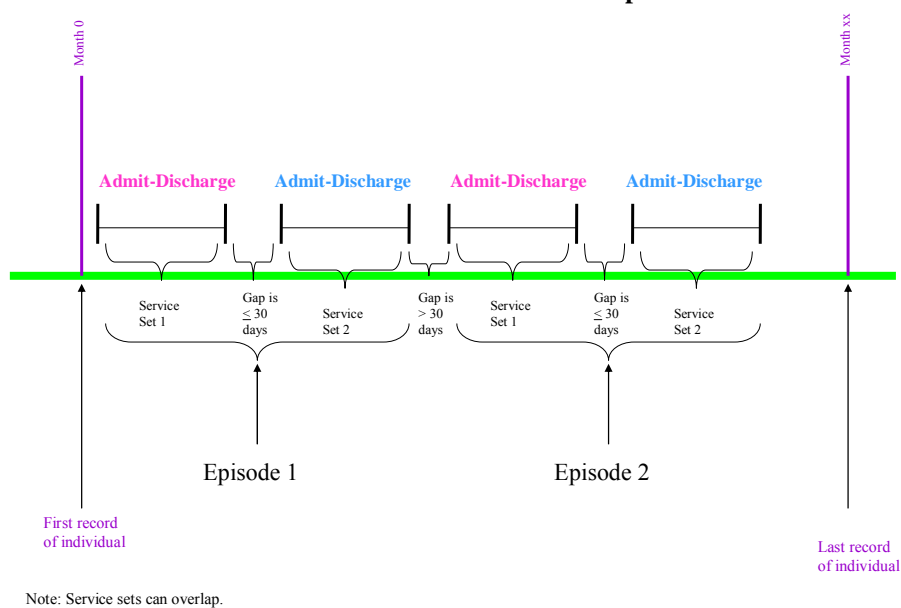 p
Month 0
Month xx
Admit-Discharge
Admit-Discharge
Admit-Discharge
Admit-Discharge
Service
Set 1
Gap is
≤ 30
days
Service
Set 2
Gap is
> 30
days
Service
Set 1
Gap is
≤ 30
days
Service
Set 2
Episode 1
Episode 2
First record
of individual
Last record
of individual
Note: Service sets can overlap.